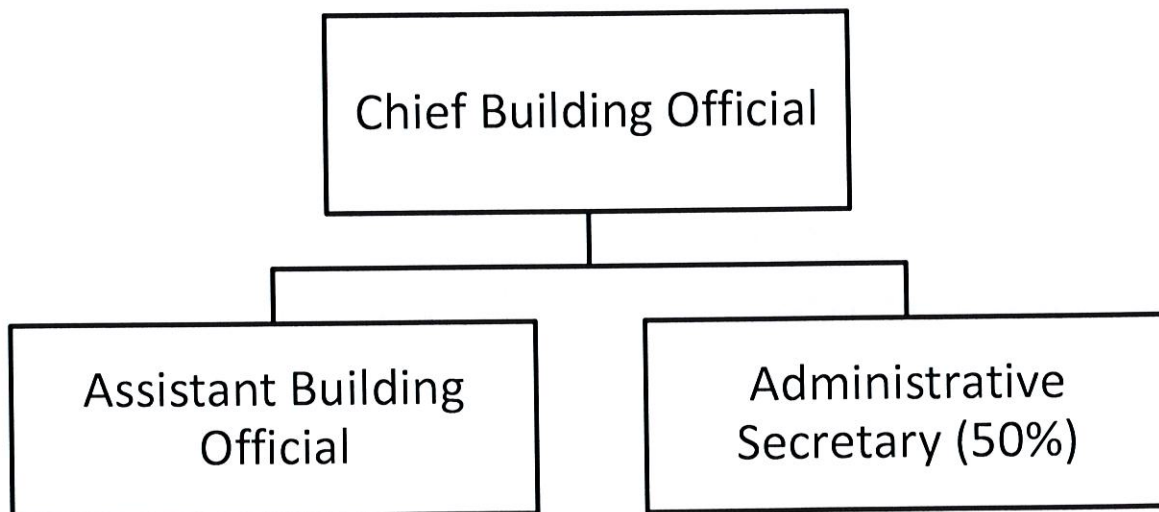 Chief Building Official
Assistant Building
Official
Administrative
Secretary (50%)